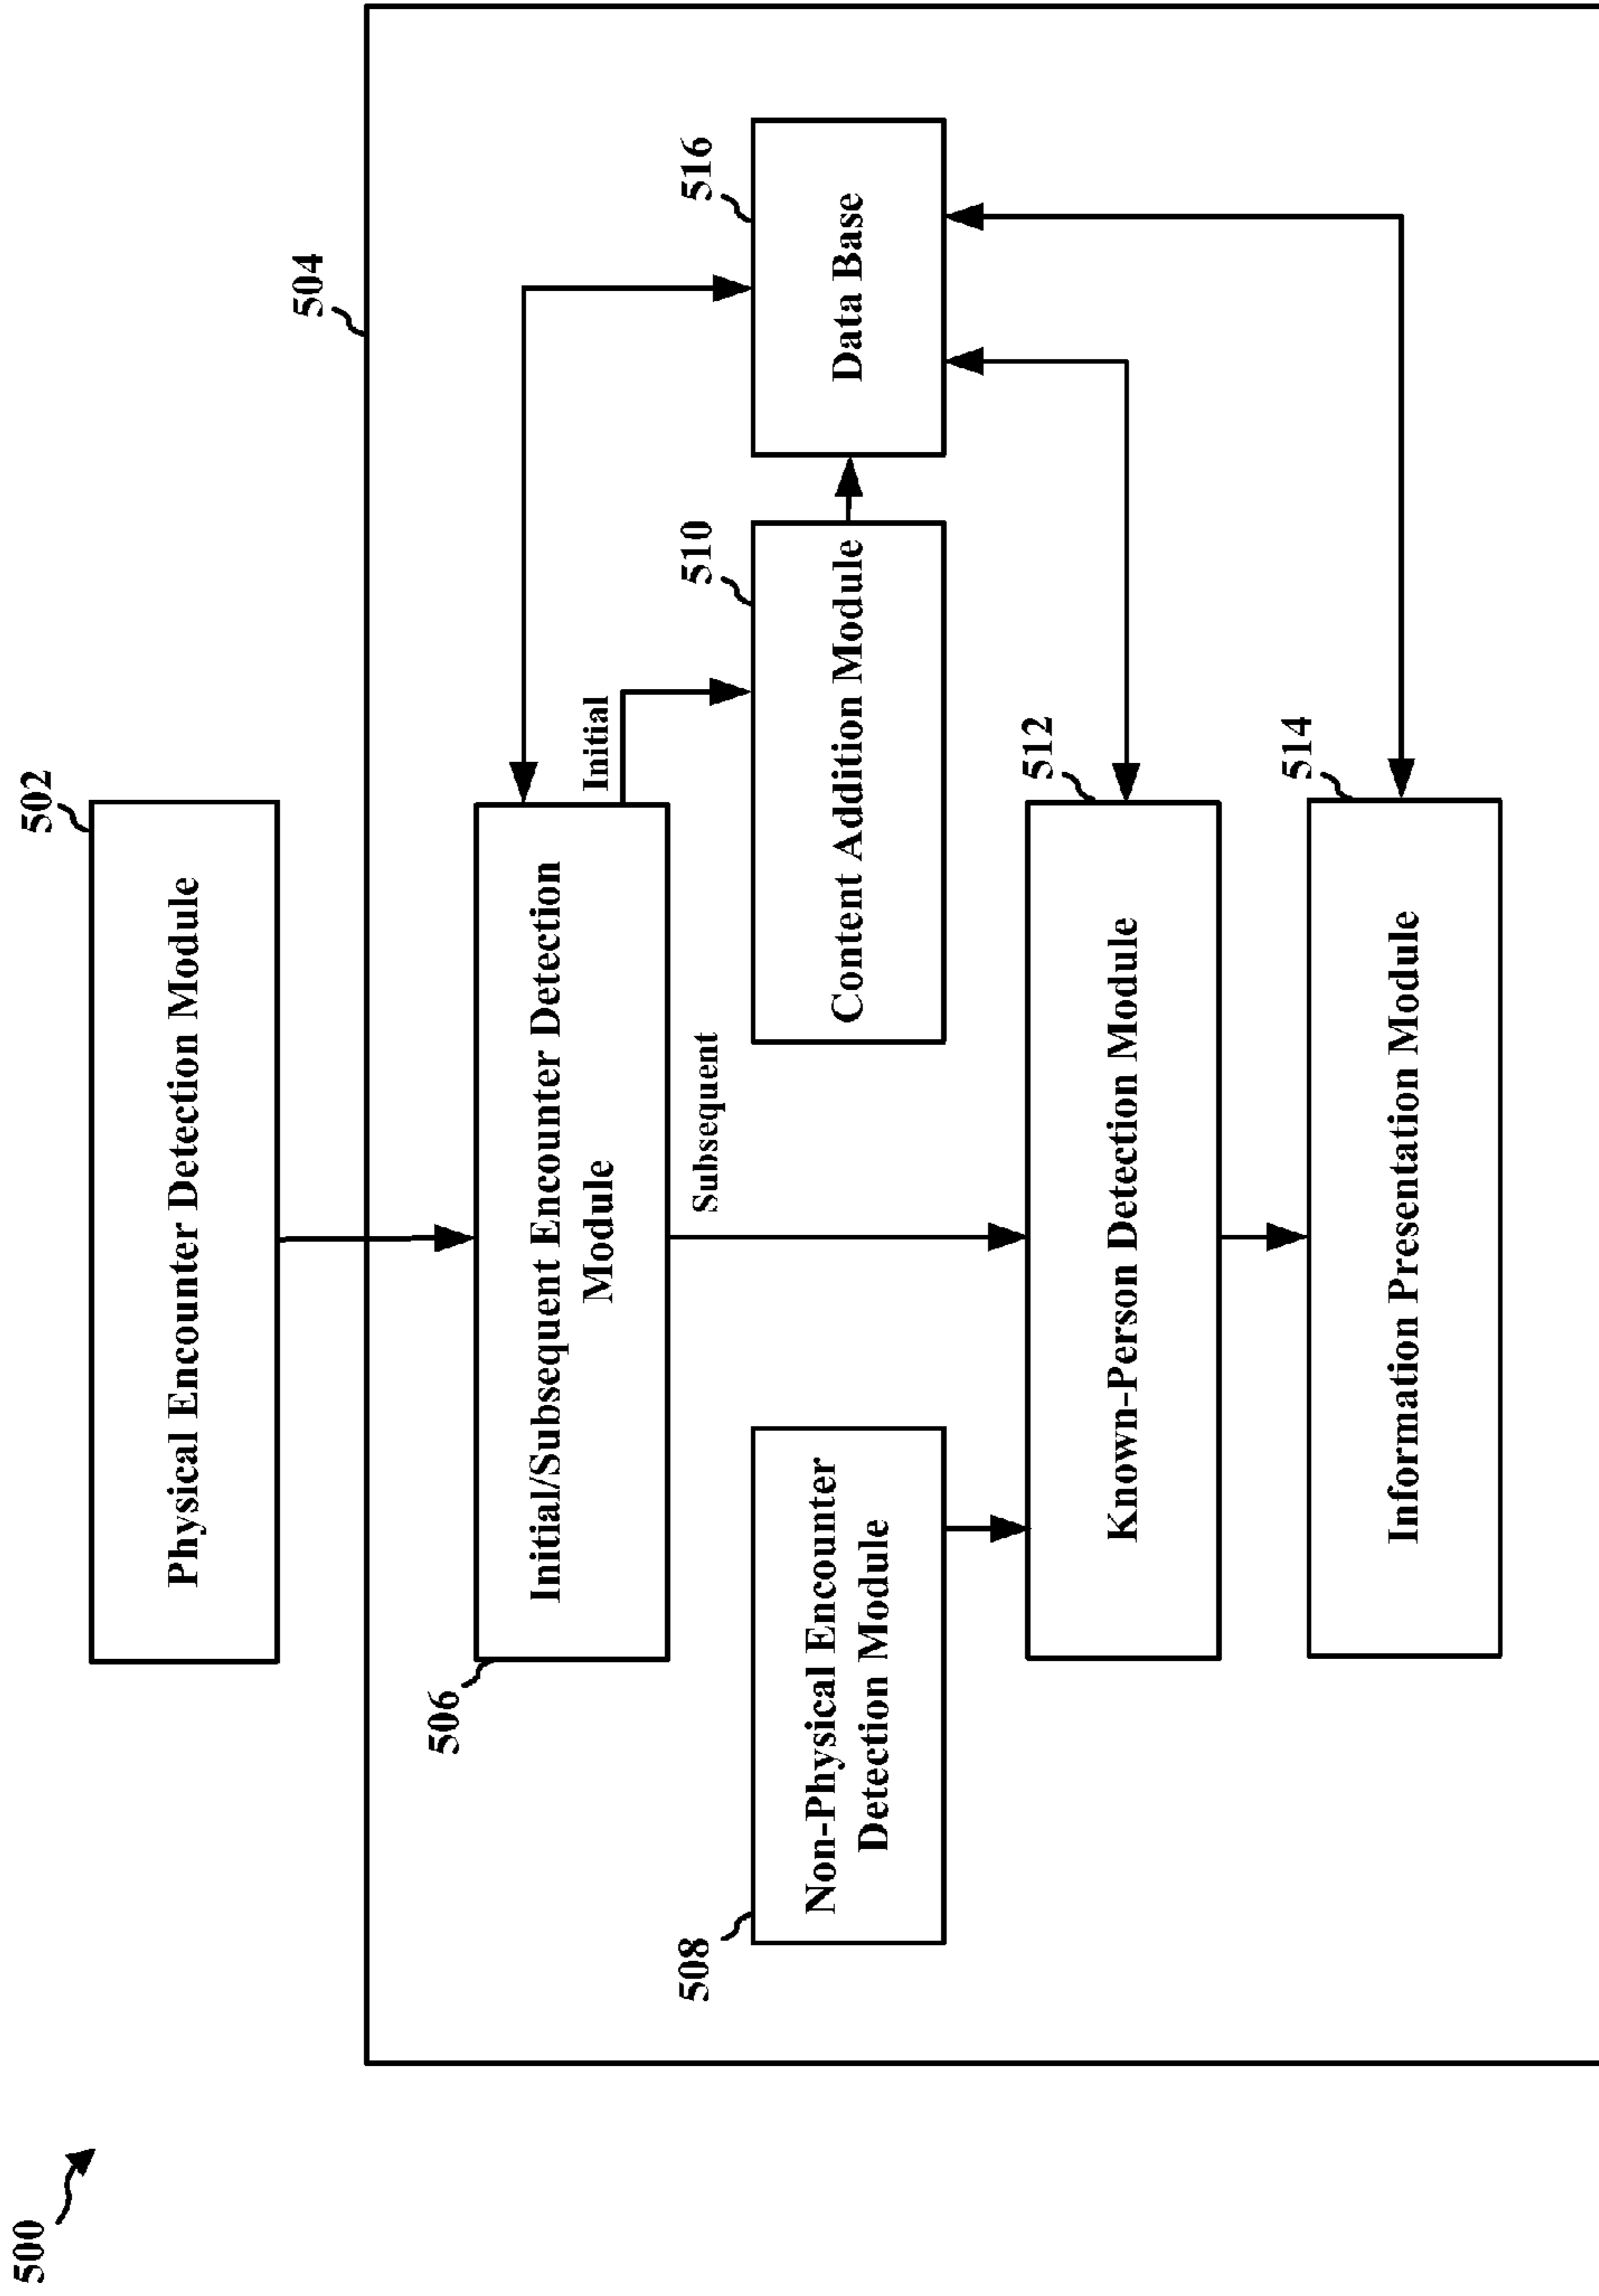 500
502
Physical Encounter Detection Module
504
506
Initial/Subsequent Encounter Detection
Module
Initial
Subsequent
508
Non-Physical Encounter
Detection Module
510
Content Addition Module
516
Data Base
512
Known-Person Detection Module
514
Information Presentation Module